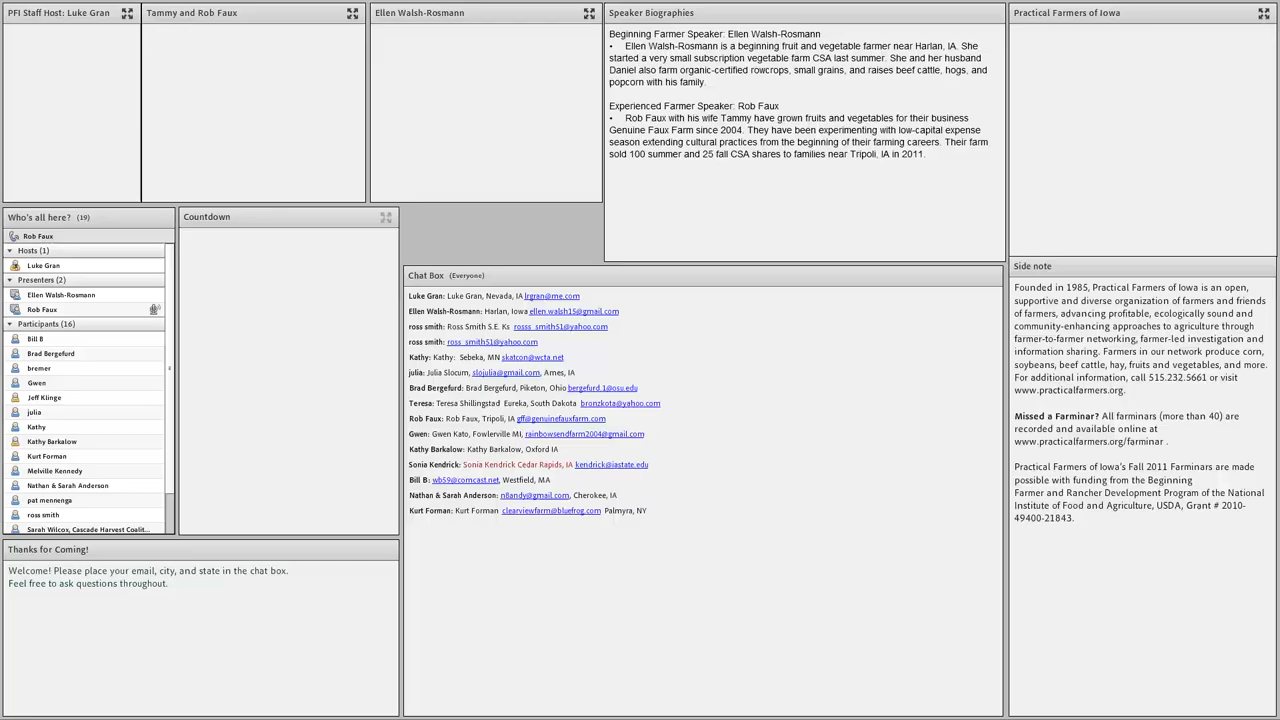 PFI Staff Host: Luke Gran
Tammy and Rob Faux
Ellen Walsh-Rosmann
Speaker Biographies
Beginning Farmer Speaker: Ellen Walsh-Rosmann
• Ellen Walsh-Rosmann is a beginning fruit and vegetable farmer near Harlan, IA. She
started a very small subscription vegetable farm CSA last summer. She and her husband
Daniel also farm organic-certified rowcrops, small grains, and raises beef cattle, hogs, and
popcorn with his family.
Experienced Farmer Speaker: Rob Faux
• Rob Faux with his wife Tammy have grown fruits and vegetables for their business
Genuine Faux Farm since 2004. They have been experimenting with low-capital expense
season extending cultural practices from the beginning of their farming careers. Their farm
sold 100 summer and 25 fall CSA shares to families near Tripoli, IA in 2011.
Practical Farmers of Iowa
Who's all here? (19)
Rob Faux
Hosts (1)
Luke Gran
Presenters (2)
Ellen Walsh-Rosmann
Rob Faux
Participants (16)
Bill B
Brad Bergefurd
bremer
Gwen
Jeff Klinge
julia
Kathy
Kathy Barkalow
Kurt Forman
Melville Kennedy
Nathan & Sarah Anderson
pat mennenga
ross smith
Sarah Wilcox, Cascade Harvest Coalit...
Countdown
Chat Box (Everyone)
Luke Gran: Luke Gran, Nevada, IA lrgran@me.com
Ellen Walsh-Rosmann: Harlan, Iowa ellen.walsh15@gmail.com
ross smith: Ross Smith S.E. Ks rosss_smith51@yahoo.com
ross smith: ross_smith51@yahoo.com
Kathy: Kathy: Sebeka, MN skatcon@wcta.net
julia: Julia Slocum, slojulia@gmail.com, Ames, IA
Brad Bergefurd: Brad Bergefurd, Piketon, Ohio bergefurd.1@osu.edu
Teresa: Teresa Shillingstad Eureka, South Dakota bronzkota@yahoo.com
Rob Faux: Rob Faux, Tripoli, IA gff@genuinefauxfarm.com
Gwen: Gwen Kato, Fowlerville MI, rainbowsendfarm2004@gmail.com
Kathy Barkalow: Kathy Barkalow, Oxford IA
Sonia Kendrick: Sonia Kendrick Cedar Rapids, IA kendrick@iastate.edu
Bill B: wb59@comcast.net, Westfield, MA
Nathan & Sarah Anderson: n8andy@gmail.com, Cherokee, IA
Kurt Forman: Kurt Forman clearviewfarm@bluefrog.com Palmyra, NY
Side note
Founded in 1985, Practical Farmers of Iowa is an open,
supportive and diverse organization of farmers and friends
of farmers, advancing profitable, ecologically sound and
community-enhancing approaches to agriculture through
farmer-to-farmer networking, farmer-led investigation and
information sharing. Farmers in our network produce corn,
soybeans, beef cattle, hay, fruits and vegetables, and more.
For additional information, call 515.232.5661 or visit
www.practicalfarmers.org.
Missed a Farminar? All farminars (more than 40) are
recorded and available online at
www.practicalfarmers.org/farminar .
Practical Farmers of Iowa's Fall 2011 Farminars are made
possible with funding from the Beginning
Farmer and Rancher Development Program of the National
Institute of Food and Agriculture, USDA, Grant # 2010-
49400-21843.
Thanks for Coming!
Welcome! Please place your email, city, and state in the chat box.
Feel free to ask questions throughout.